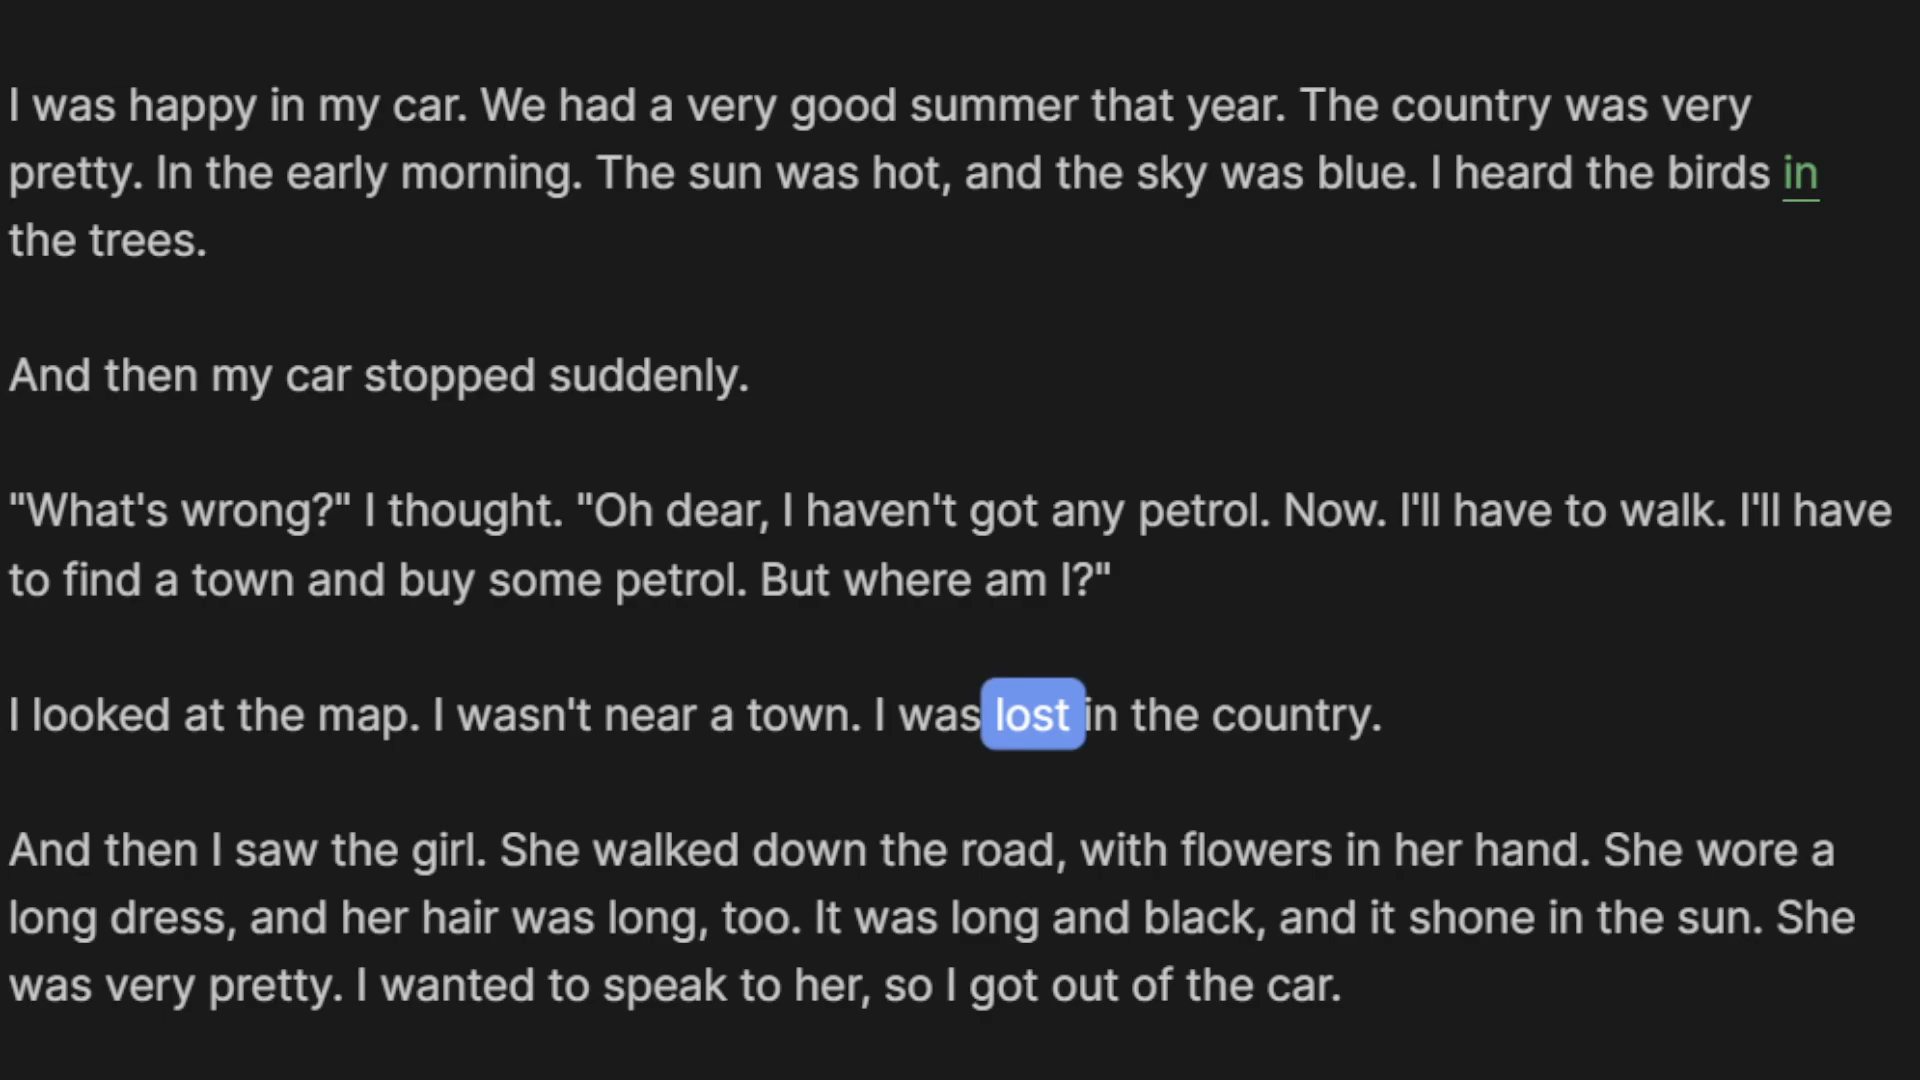 I was happy in my car. We had a very good summer that year. The country was very
pretty. In the early morning. The sun was hot, and the sky was blue. I heard the birds in
the trees.
And then my car stopped suddenly.
"What's wrong?" I thought. "Oh dear, I haven't got any petrol. Now. I'll have to walk. I'll have
to find a town and buy some petrol. But where am I?"
I looked at the map. I wasn't near a town. I was lost in the country.
And then I saw the girl. She walked down the road, with flowers in her hand. She wore a
long dress, and her hair was long, too. It was long and black, and it shone in the sun. She
was very pretty. I wanted to speak to her, so I got out of the car.